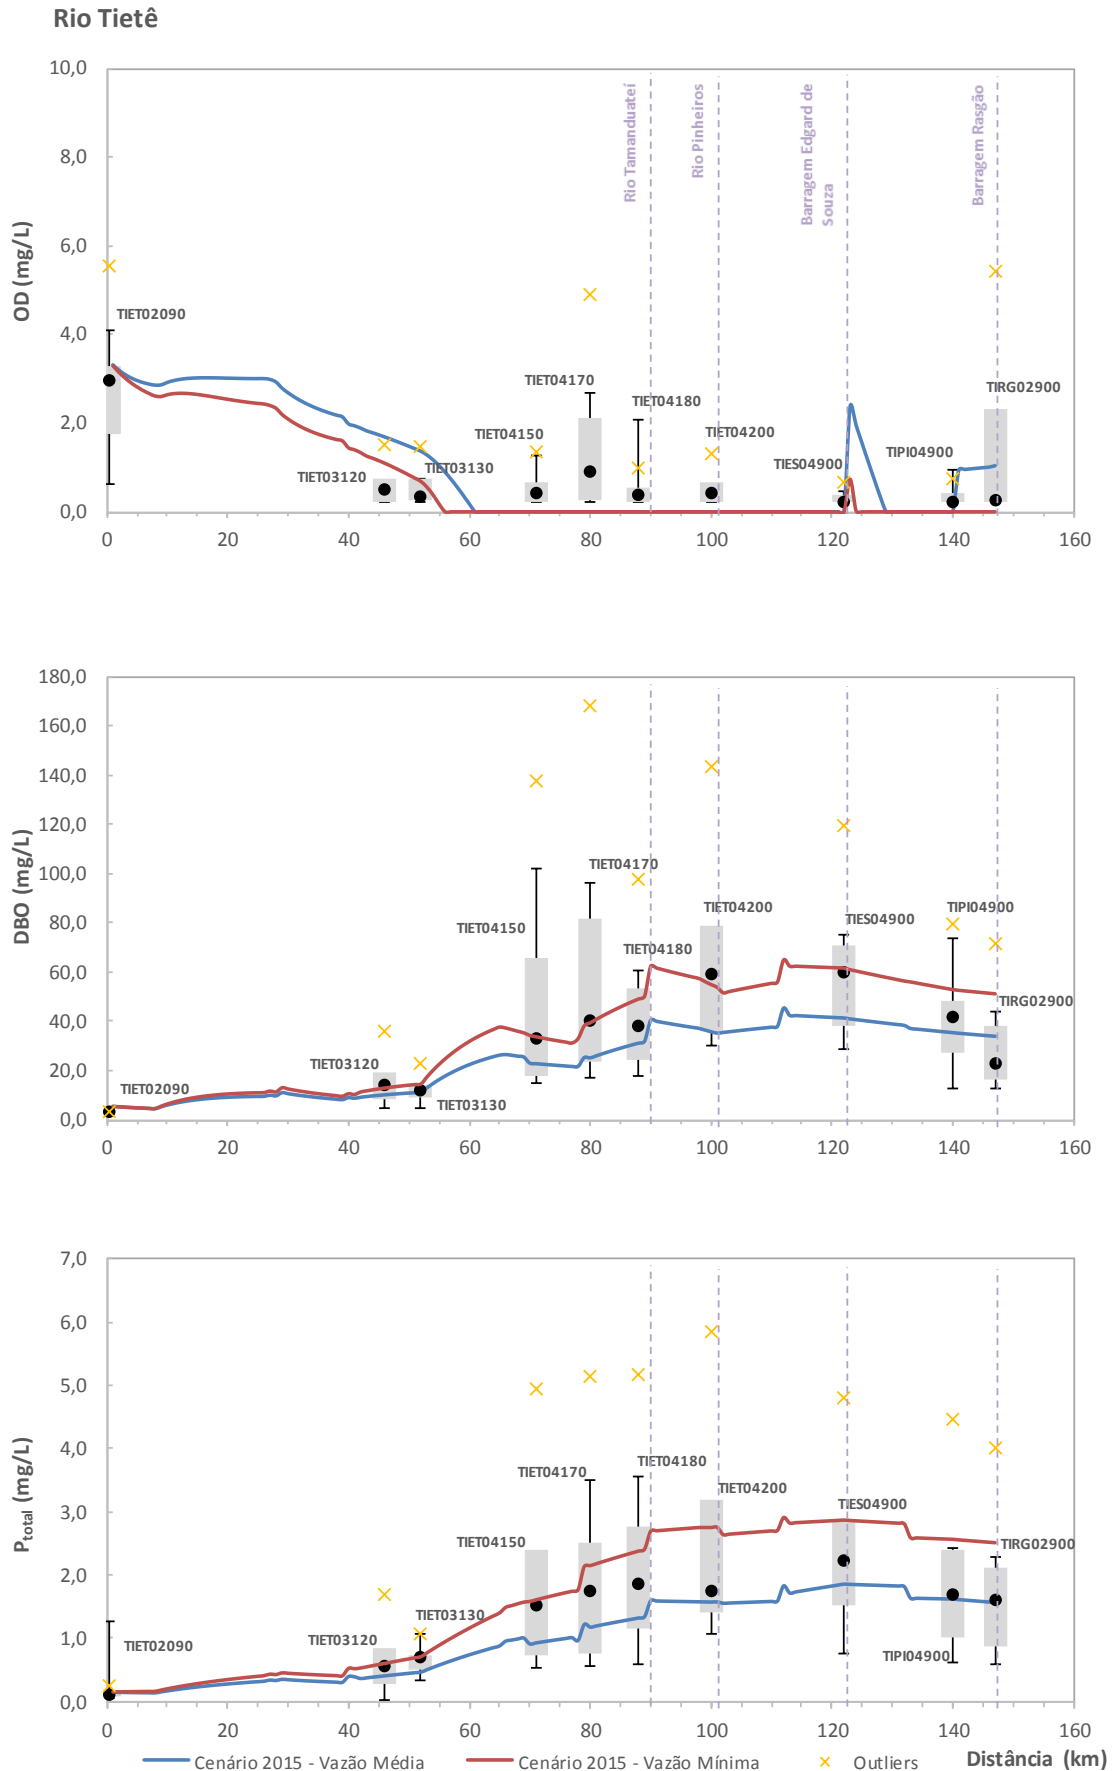 Rio Tietê
10,0
8,0
6,0
4,0
2,0
0,0
OD (mg/L)
0 20 40 60 80 100 120 140 160
Rio Tamanduateí
Rio Pinheiros
Barragem Edgard de
Souza
Barragem Rasgão
TIET02090
TIET03120
TIET03130
TIET04150
TIET04170
TIET04180
TIET04200
TIES04900
TIPI04900
TIRG02900
180,0
160,0
140,0
120,0
100,0
80,0
60,0
40,0
20,0
0,0
DBO (mg/L)
0 20 40 60 80 100 120 140 160
TIET02090
TIET03120
TIET03130
TIET04150
TIET04170
TIET04180
TIET04200
TIES04900
TIPI04900
TIRG02900
7,0
6,0
5,0
4,0
3,0
2,0
1,0
0,0
Ptotal (mg/L)
0 20 40 60 80 100 120 140 160
TIET02090
TIET03120
TIET03130
TIET04150
TIET04170
TIET04180
TIET04200
TIES04900
TIPI04900
TIRG02900
Cenário 2015 - Vazão Média Cenário 2015 - Vazão Mínima Outliers Distância (km)